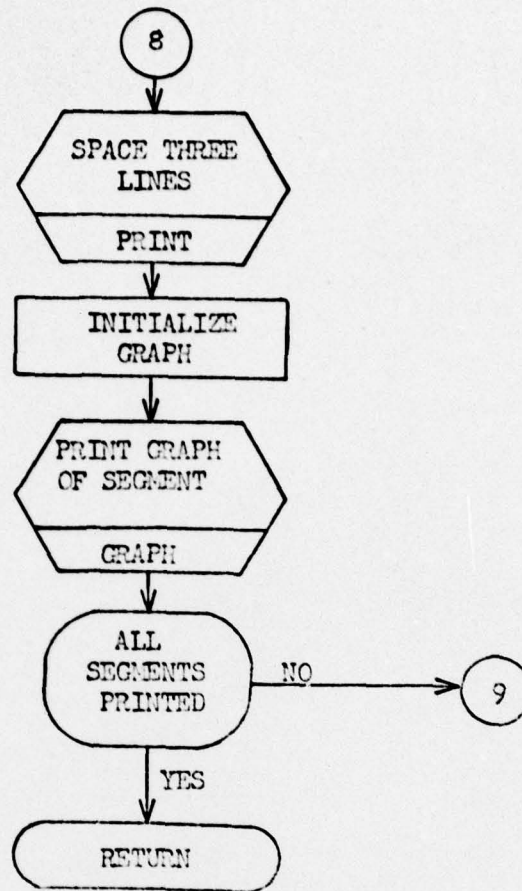 8
SPACE THREE
LINES
PRINT
INITIALIZE
GRAPH
PRINT GRAPH
OF SEGMENT
GRAPH
ALL
SEGMENTS
PRINTED
NO
9
YES
RETURN